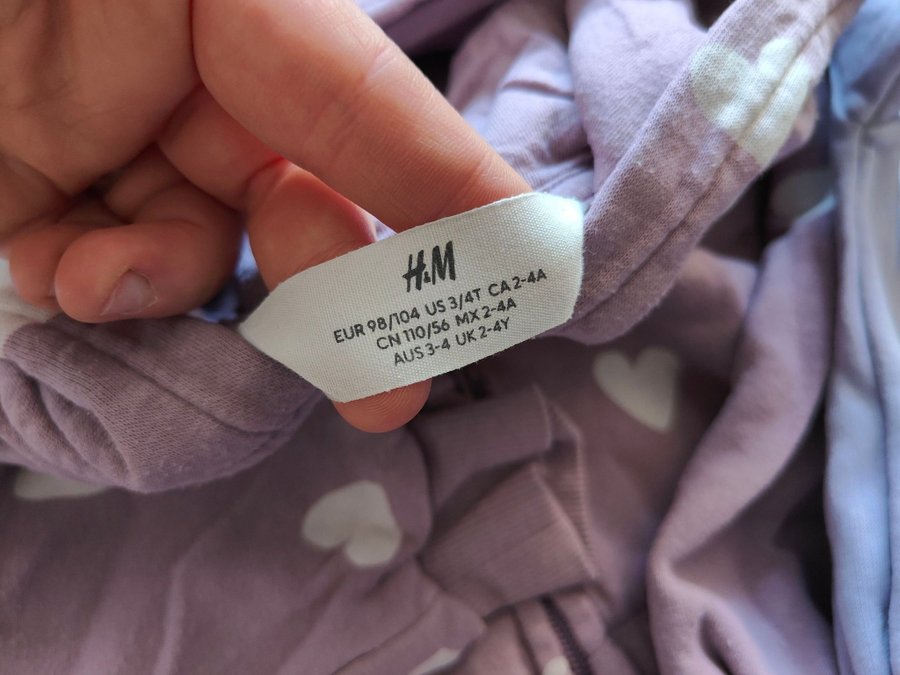 H&M
EUR 98/104 US 3/4T CA 2-4A
CN 110/56 MX 2-4A
AUS 3-4 UK 2-4Y